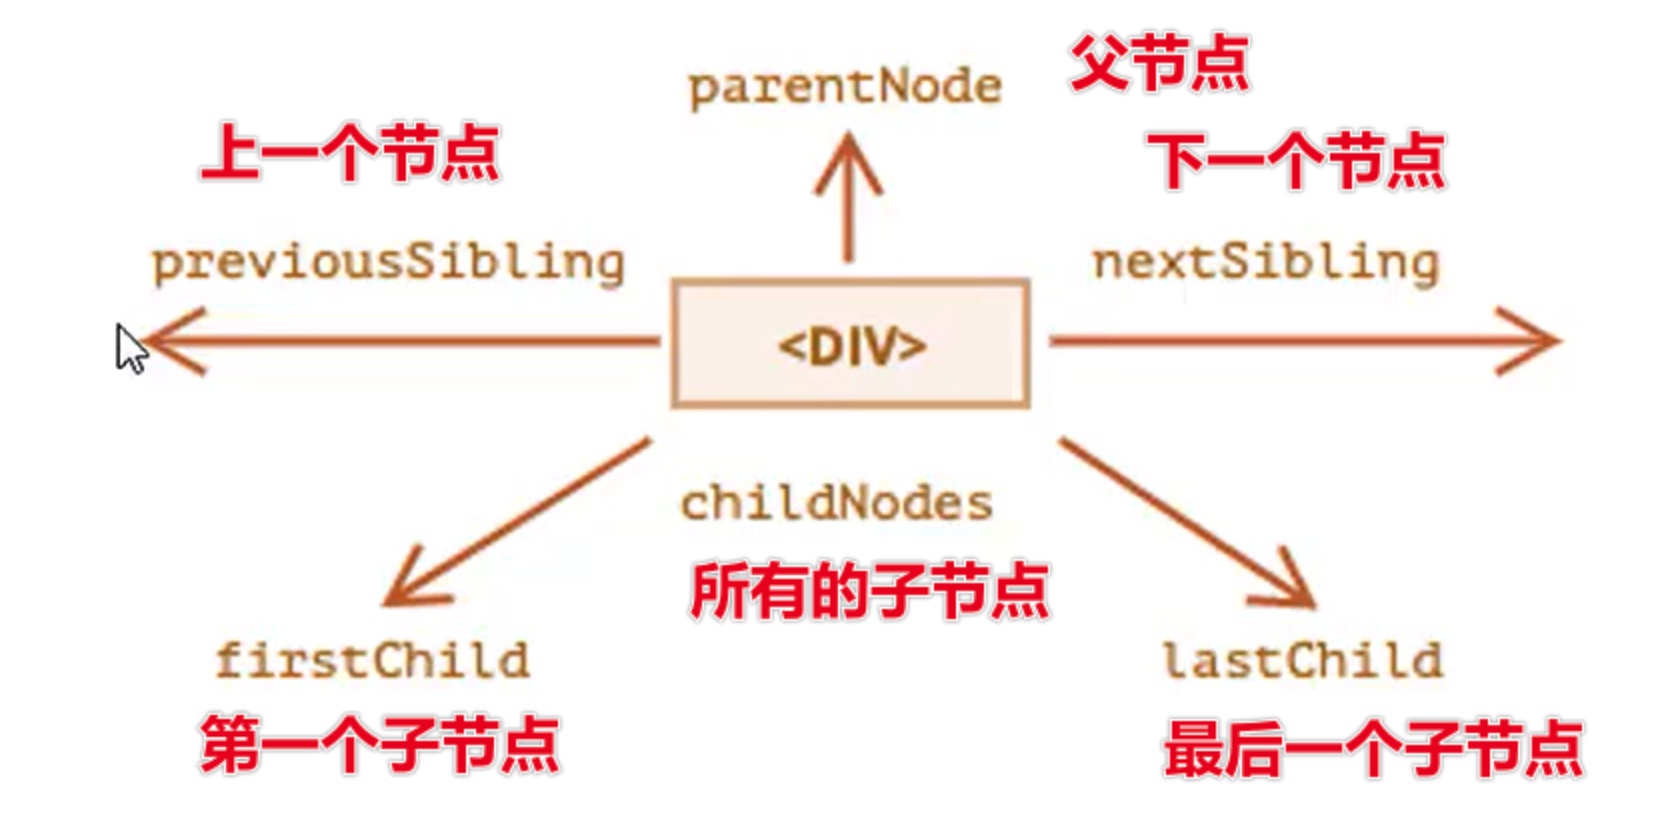 parentNode
父节点
上一个节点
下一个节点
previousSibling
nextSibling
<DIV>
childNodes
所有的子节点
firstChild
lastChild
第一个子节点
最后一个子节点